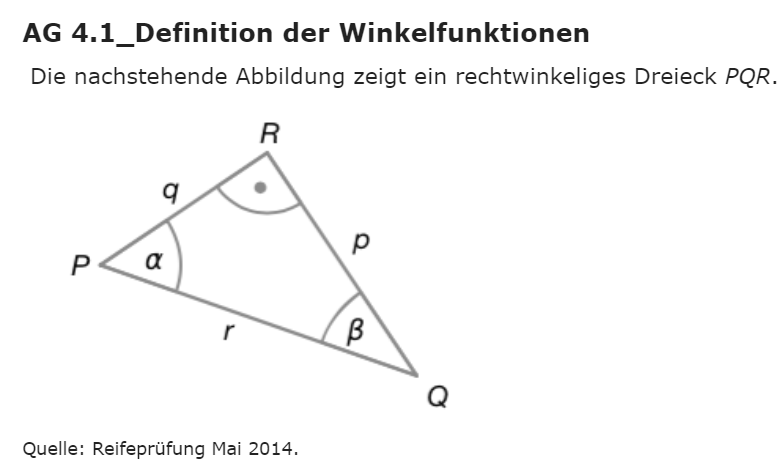 AG 4.1_Definition der Winkelfunktionen
Die nachstehende Abbildung zeigt ein rechtwinkeliges Dreieck PQR.
R
q
p
P
α
r
β
Q
Quelle: Reifeprüfung Mai 2014.